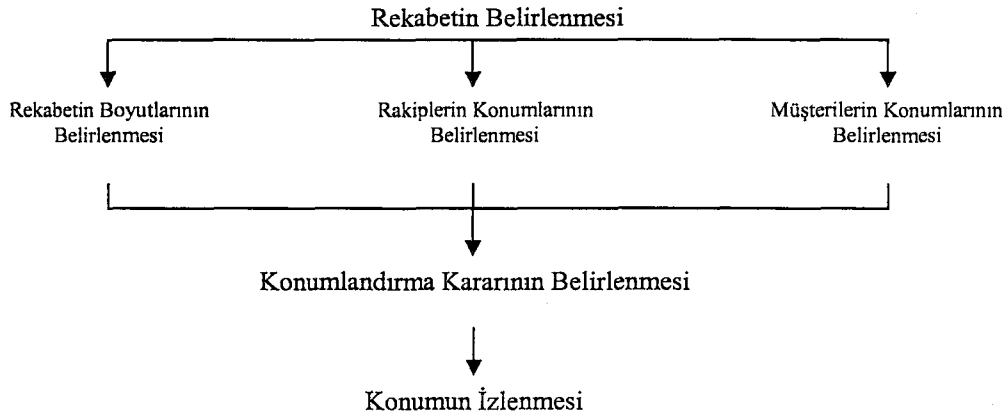 Rekabetin Belirlenmesi
Rekabetin Boyutlarının
Belirlenmesi
Rakiplerin Konumlarının
Belirlenmesi
Müşterilerin Konumlarının
Belirlenmesi
Konumlandırma Kararının Belirlenmesi
Konumun İzlenmesi